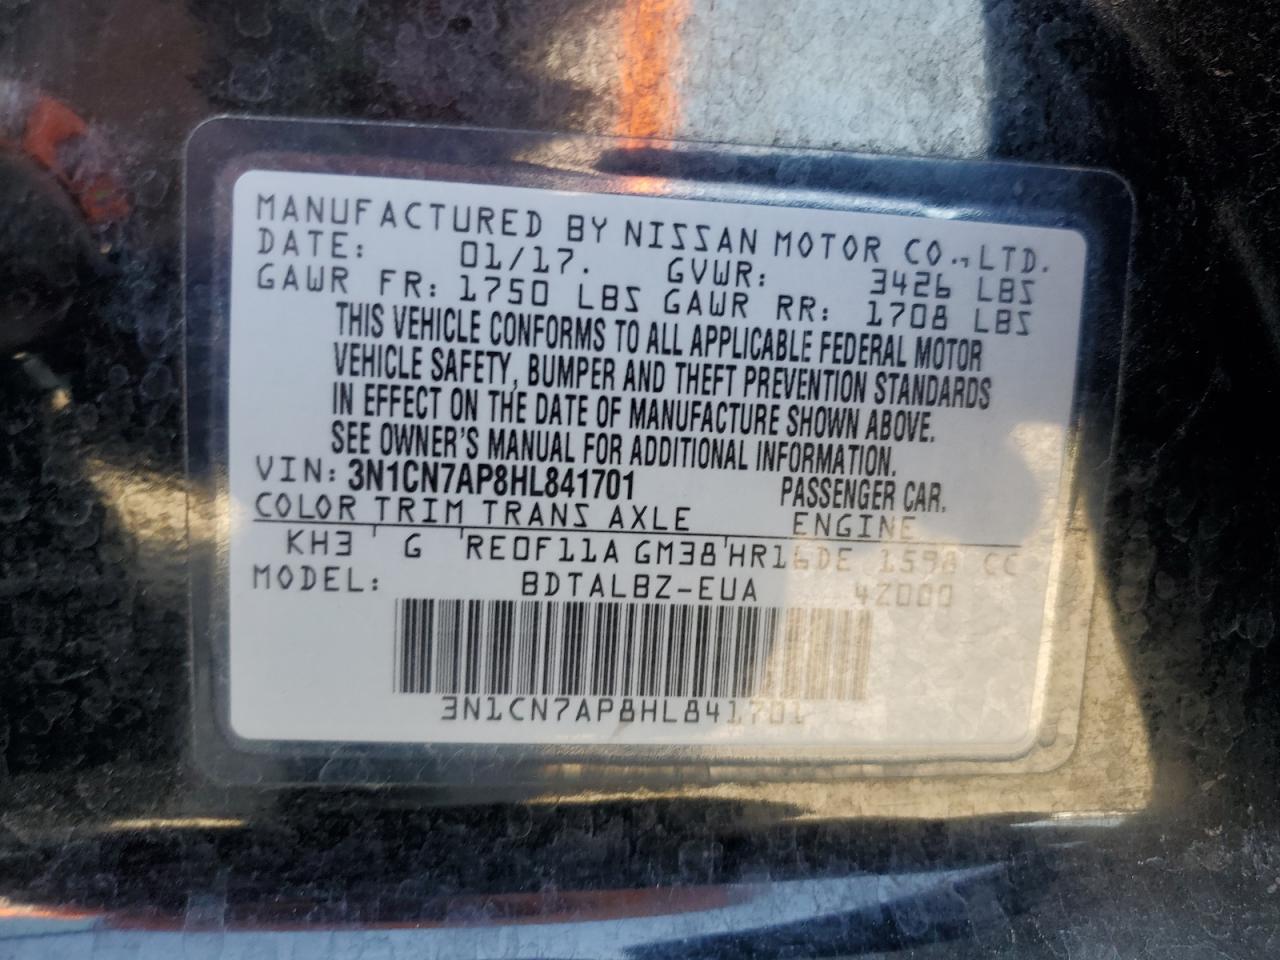 MANUFACTURED BY NISSAN MOTOR CO.,LTD.
DATE: 01/17. GVWR: 3426 LBS
GAWR FR: 1750 LBS GAWR RR: 1708 LBS
THIS VEHICLE CONFORMS TO ALL APPLICABLE FEDERAL MOTOR
VEHICLE SAFETY, BUMPER AND THEFT PREVENTION STANDARDS
IN EFFECT ON THE DATE OF MANUFACTURE SHOWN ABOVE.
SEE OWNER'S MANUAL FOR ADDITIONAL INFORMATION.
VIN: 3N1CN7AP8HL841701 PASSENGER CAR.
COLOR TRIM TRANS AXLE ENGINE
KH3 ' G ' RE0F11A GM38 ' HR16DE 1598 CC
MODEL: BDTALBZ-EUA 4Z000
3N1CN7AP8HL841701